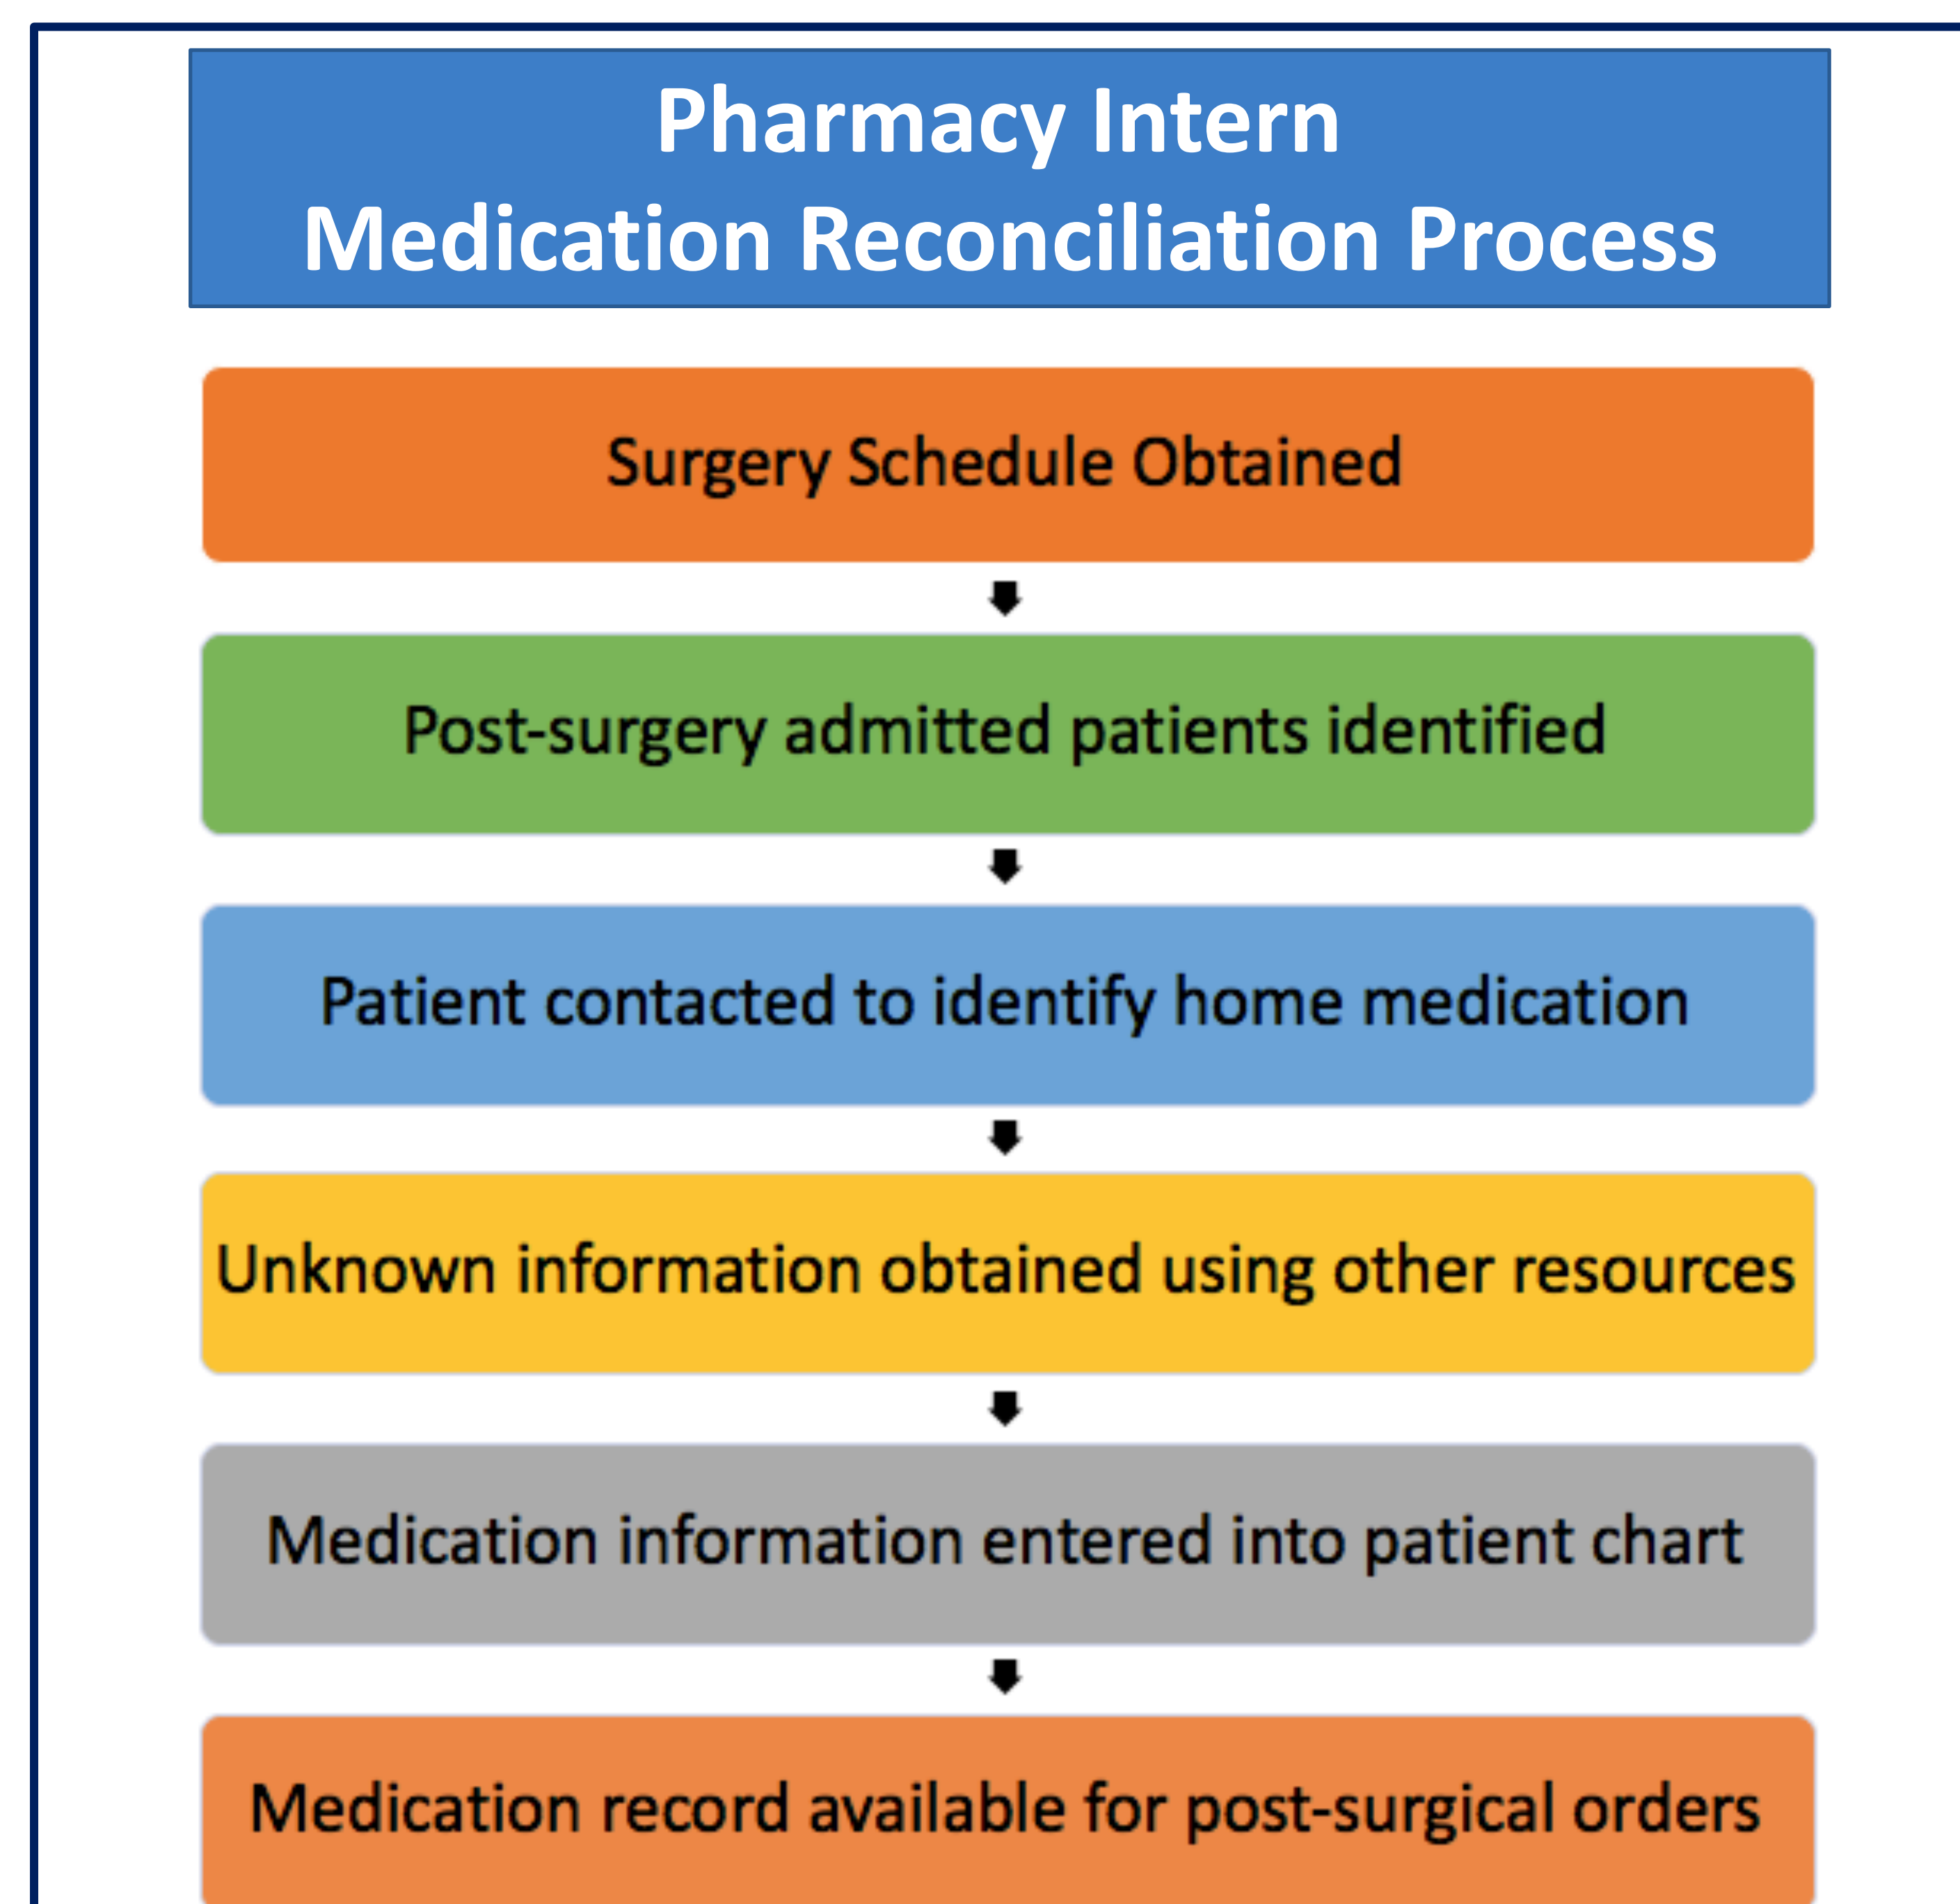 Pharmacy Intern
Medication Reconciliation Process
Surgery Schedule Obtained
Post-surgery admitted patients identified
Patient contacted to identify home medication
Unknown information obtained using other resources
Medication information entered into patient chart
Medication record available for post-surgical orders